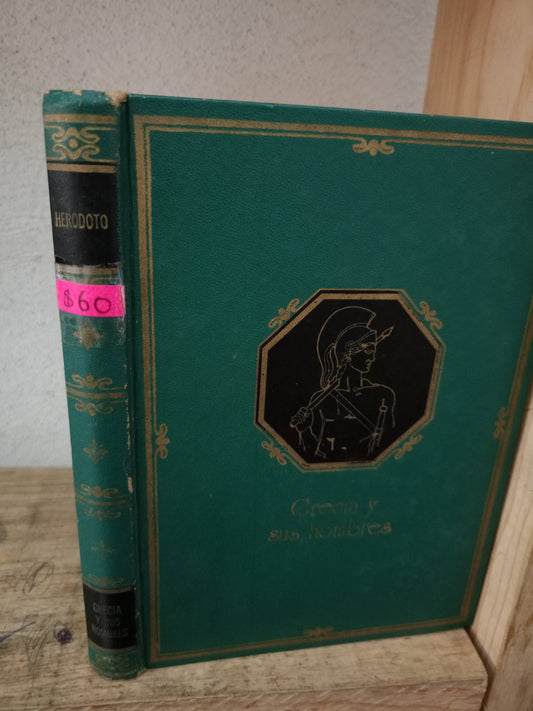 HERODOTO
$60
GRECIA
Y SUS
HOMBRES
Grecia y
sus hombres